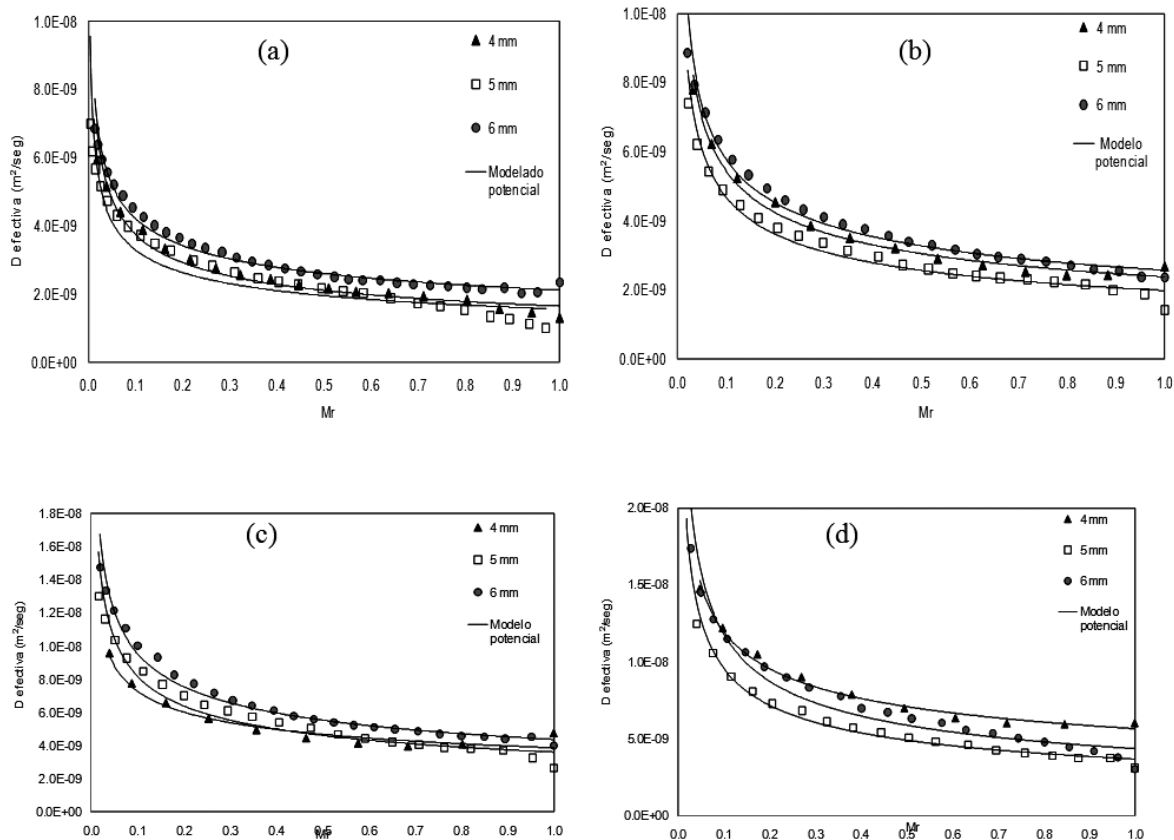 (a)
1.0E-08
8.0E-09
6.0E-09
4.0E-09
2.0E-09
0.0E+00
D efectiva (m²/seg)
4 mm
5 mm
6 mm
Modelado
potencial
0.0 0.1 0.2 0.3 0.4 0.5 0.6 0.7 0.8 0.9 1.0
Mr
(b)
1.0E-08
8.0E-09
6.0E-09
4.0E-09
2.0E-09
0.0E+00
D efectiva (m²/seg)
4 mm
5 mm
6 mm
Modelo
potencial
0.0 0.1 0.2 0.3 0.4 0.5 0.6 0.7 0.8 0.9 1.0
Mr
(c)
1.8E-08
1.6E-08
1.4E-08
1.2E-08
1.0E-08
8.0E-09
6.0E-09
4.0E-09
2.0E-09
0.0E+00
D efectiva (m²/seg)
4 mm
5 mm
6 mm
Modelo
potencial
0.0 0.1 0.2 0.3 0.4 0.5 0.6 0.7 0.8 0.9 1.0
Mr
(d)
2.0E-08
1.5E-08
1.0E-08
5.0E-09
0.0E+00
D efectiva (m²/seg)
4 mm
5 mm
6 mm
Modelo
potencial
0.0 0.1 0.2 0.3 0.4 0.5 0.6 0.7 0.8 0.9 1.0
Mr